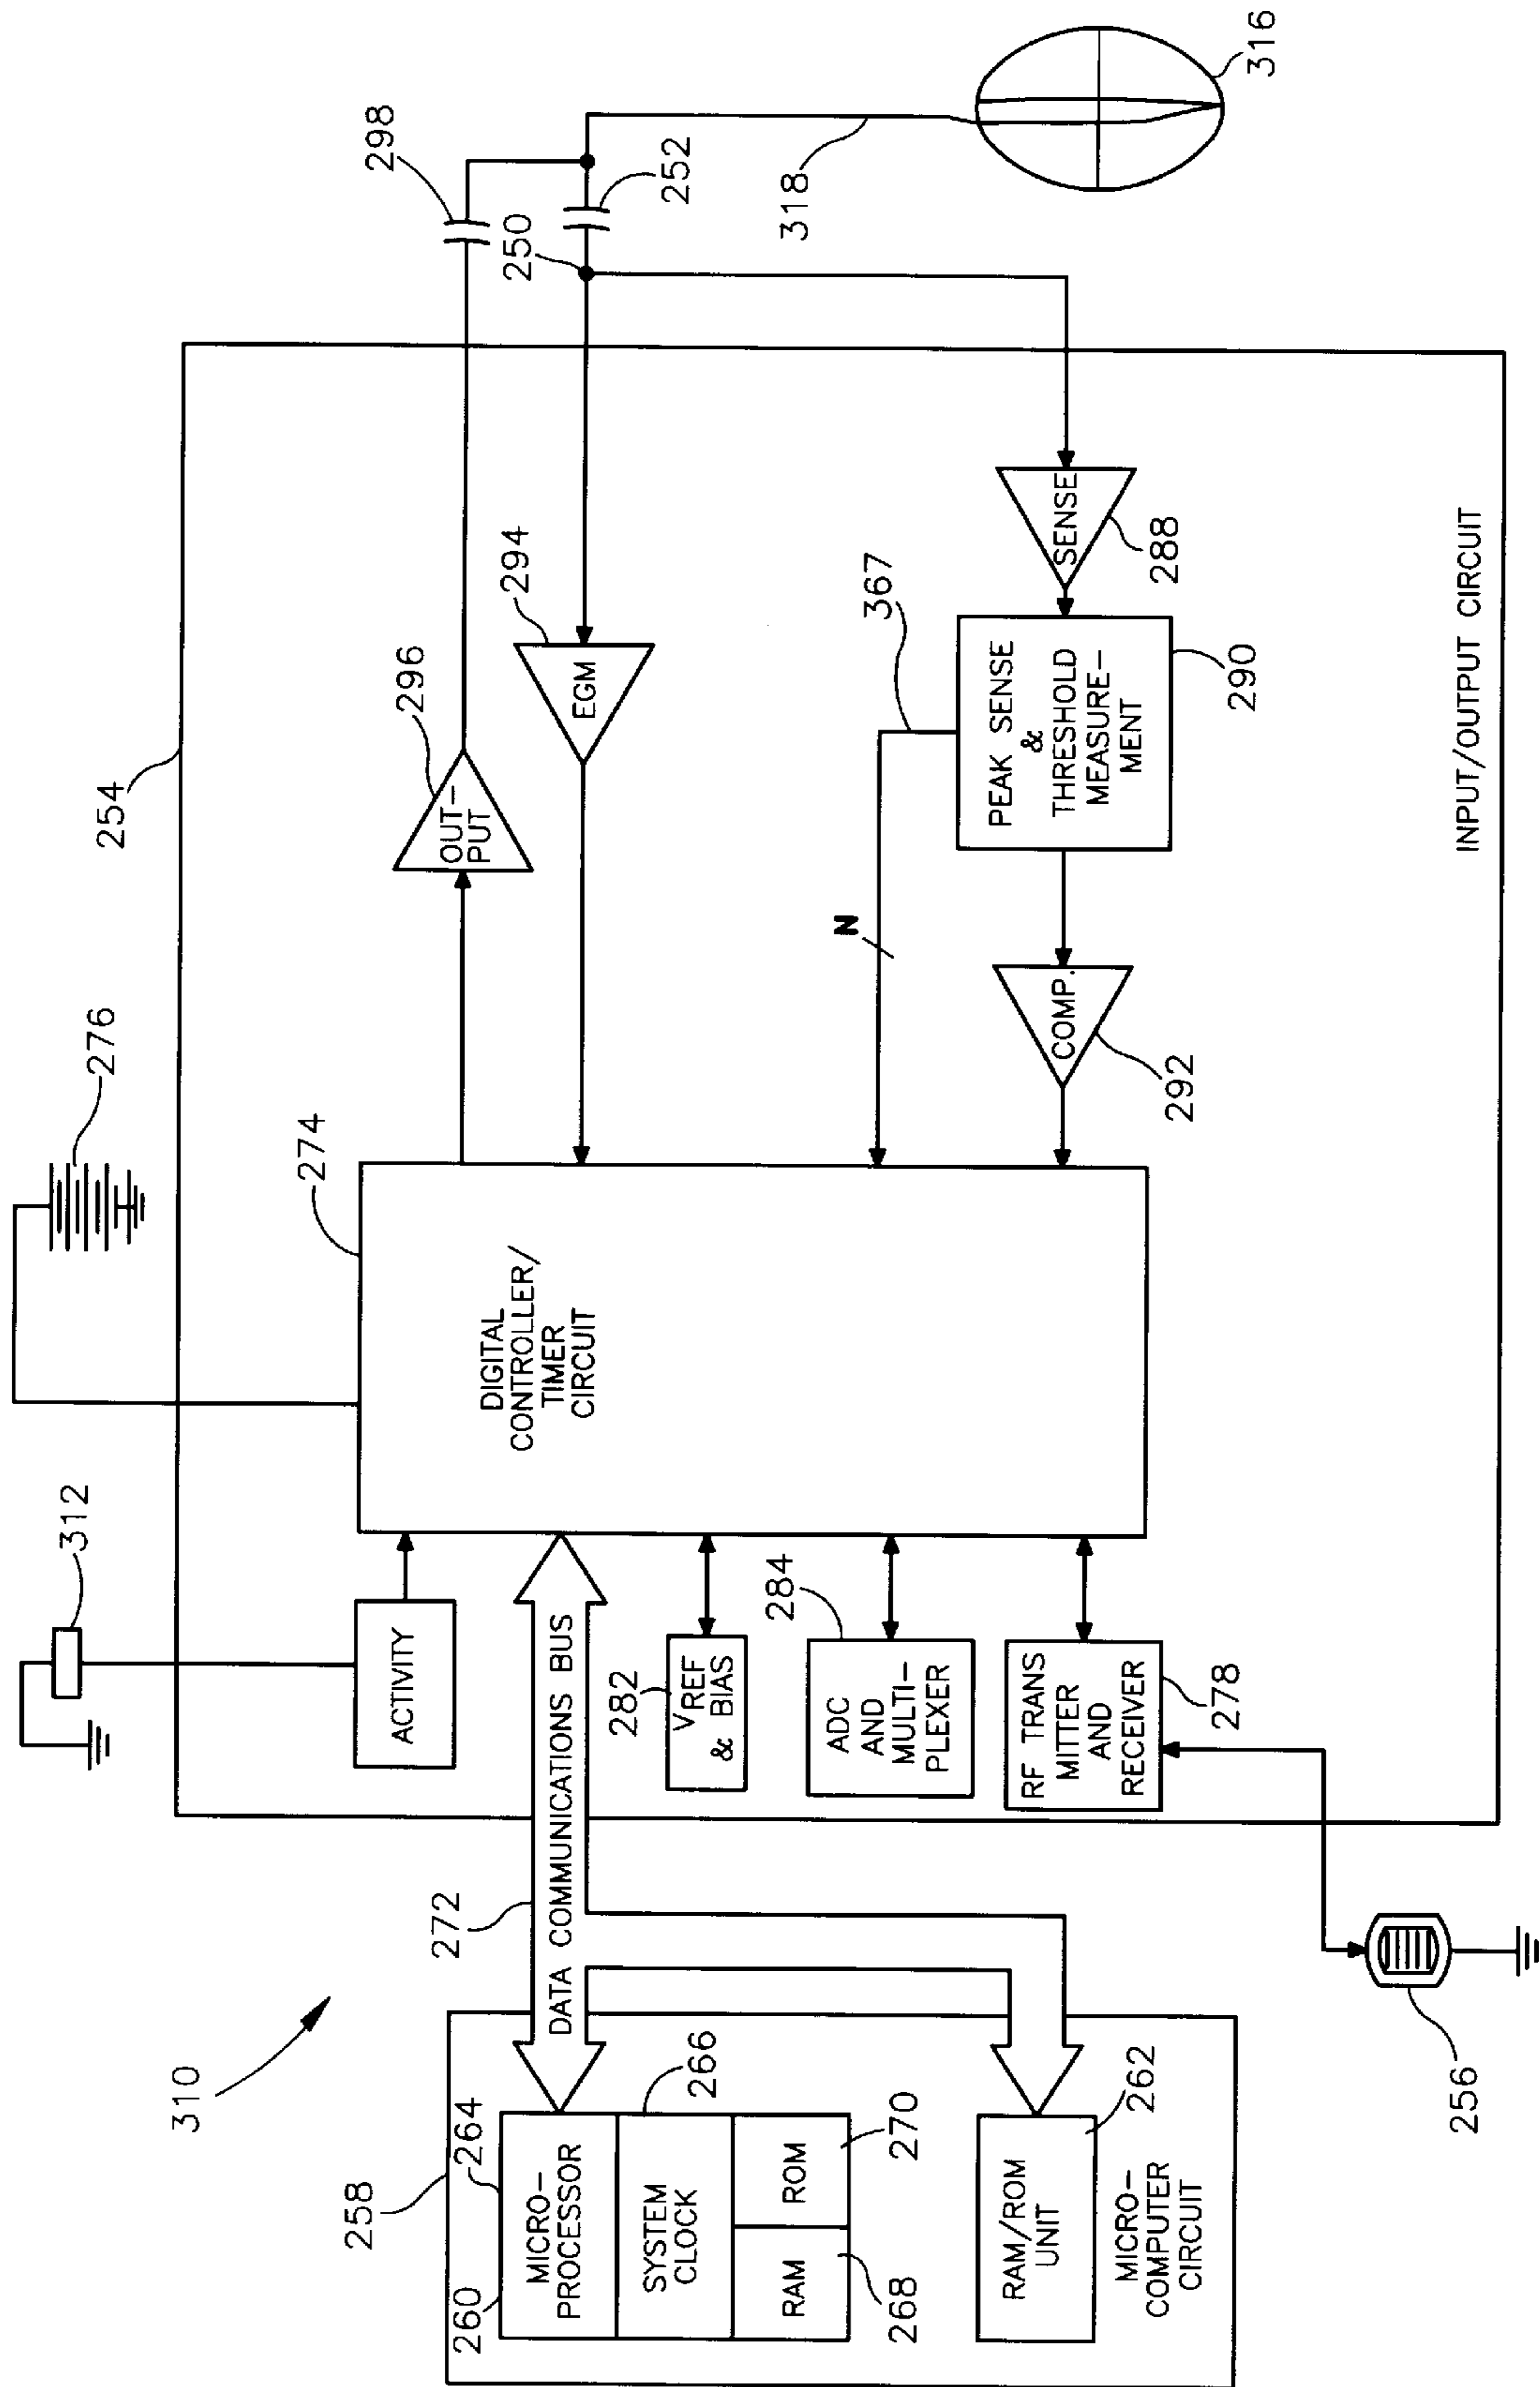 310
312
276
254
298
250
252
318
316
ACTIVITY
274
DIGITAL
CONTROLLER/
TIMER
CIRCUIT
296
OUT-
PUT
294
EGM
258
260
264
MICRO-
PROCESSOR
266
SYSTEM
CLOCK
RAM
ROM
268
270
272
DATA COMMUNICATIONS BUS
282
VREF
& BIAS
284
ADC
AND
MULTI-
PLEXER
RF TRANS
MITTER
AND
RECEIVER
278
N
367
PEAK SENSE
&
THRESHOLD
MEASURE-
MENT
290
SENSE
288
COMP.
292
RAM/ROM
UNIT
262
MICRO-
COMPUTER
CIRCUIT
256
INPUT/OUTPUT CIRCUIT